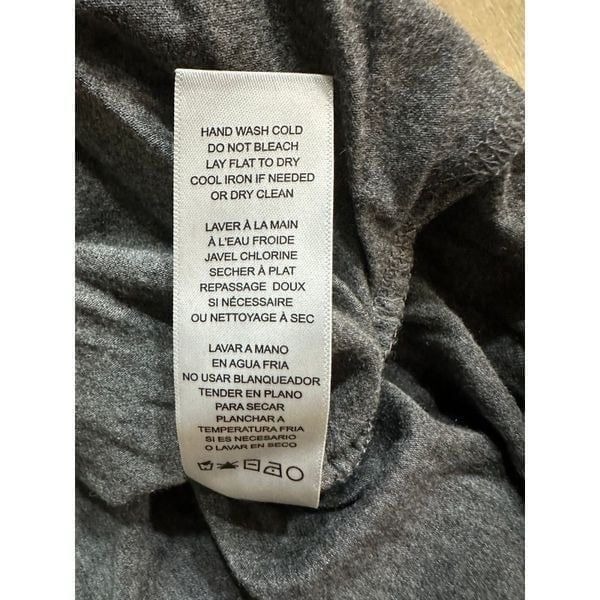 HAND WASH COLD
DO NOT BLEACH
LAY FLAT TO DRY
COOL IRON IF NEEDED
OR DRY CLEAN
LAVER À LA MAIN
À L'EAU FROIDE
JAVEL CHLORINE
SECHER À PLAT
REPASSAGE DOUX
SI NÉCESSAIRE
OU NETTOYAGE À SEC
LAVAR A MANO
EN AGUA FRIA
NO USAR BLANQUEADOR
TENDER EN PLANO
PARA SECAR
PLANCHAR A
TEMPERATURA FRIA
SI ES NECESARIO
O LAVAR EN SECO